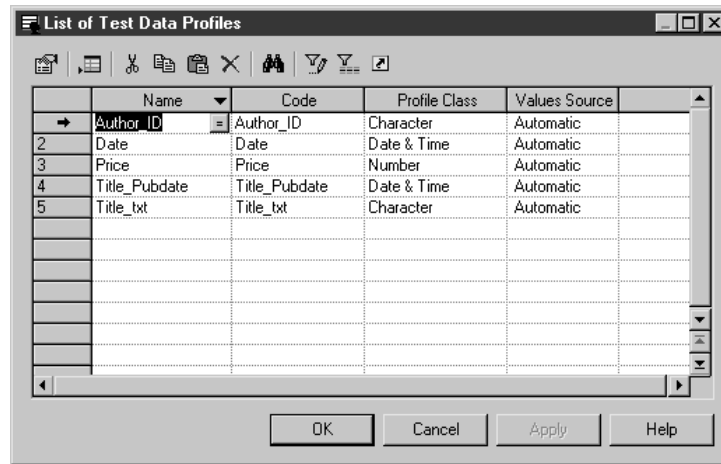 List of Test Data Profiles
Name Code Profile Class Values Source
Author_ID = Author_ID Character Automatic
2 Date Date Date & Time Automatic
3 Price Price Number Automatic
4 Title_Pubdate Title_Pubdate Date & Time Automatic
5 Title_txt Title_txt Character Automatic
OK Cancel Apply Help